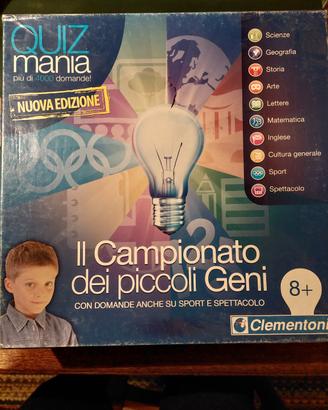 QUIZ
mania
più di 4000 domande!
NUOVA EDIZIONE
Scienze
Geografia
Storia
Arte
Lettere
Matematica
Inglese
Cultura generale
Sport
Spettacolo
Il Campionato
dei piccoli Geni
CON DOMANDE ANCHE SU SPORT E SPETTACOLO
8+
Clementoni